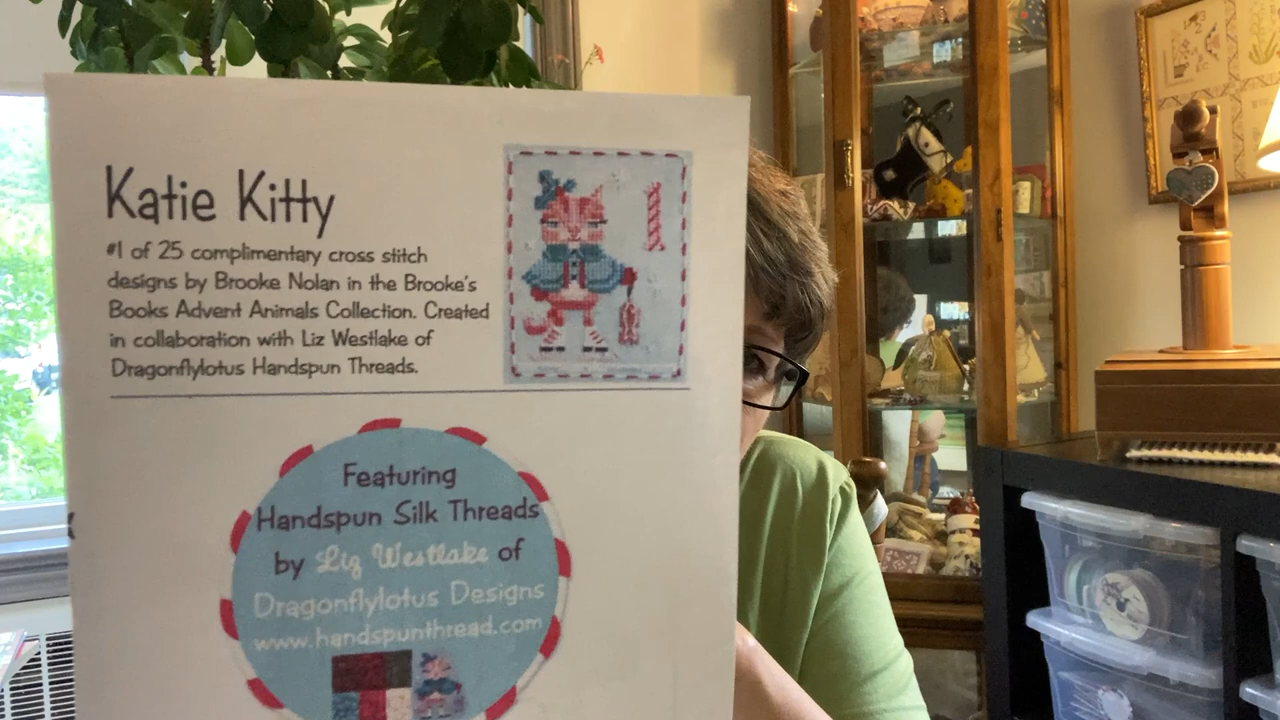 Katie Kitty
#1 of 25 complimentary cross stitch
designs by Brooke Nolan in the Brooke's
Books Advent Animals Collection. Created
in collaboration with Liz Westlake of
Dragonflylotus Handspun Threads.
1
Featuring
Handspun Silk Threads
by Liz Westlake of
Dragonflylotus Designs
www.handspunthread.com